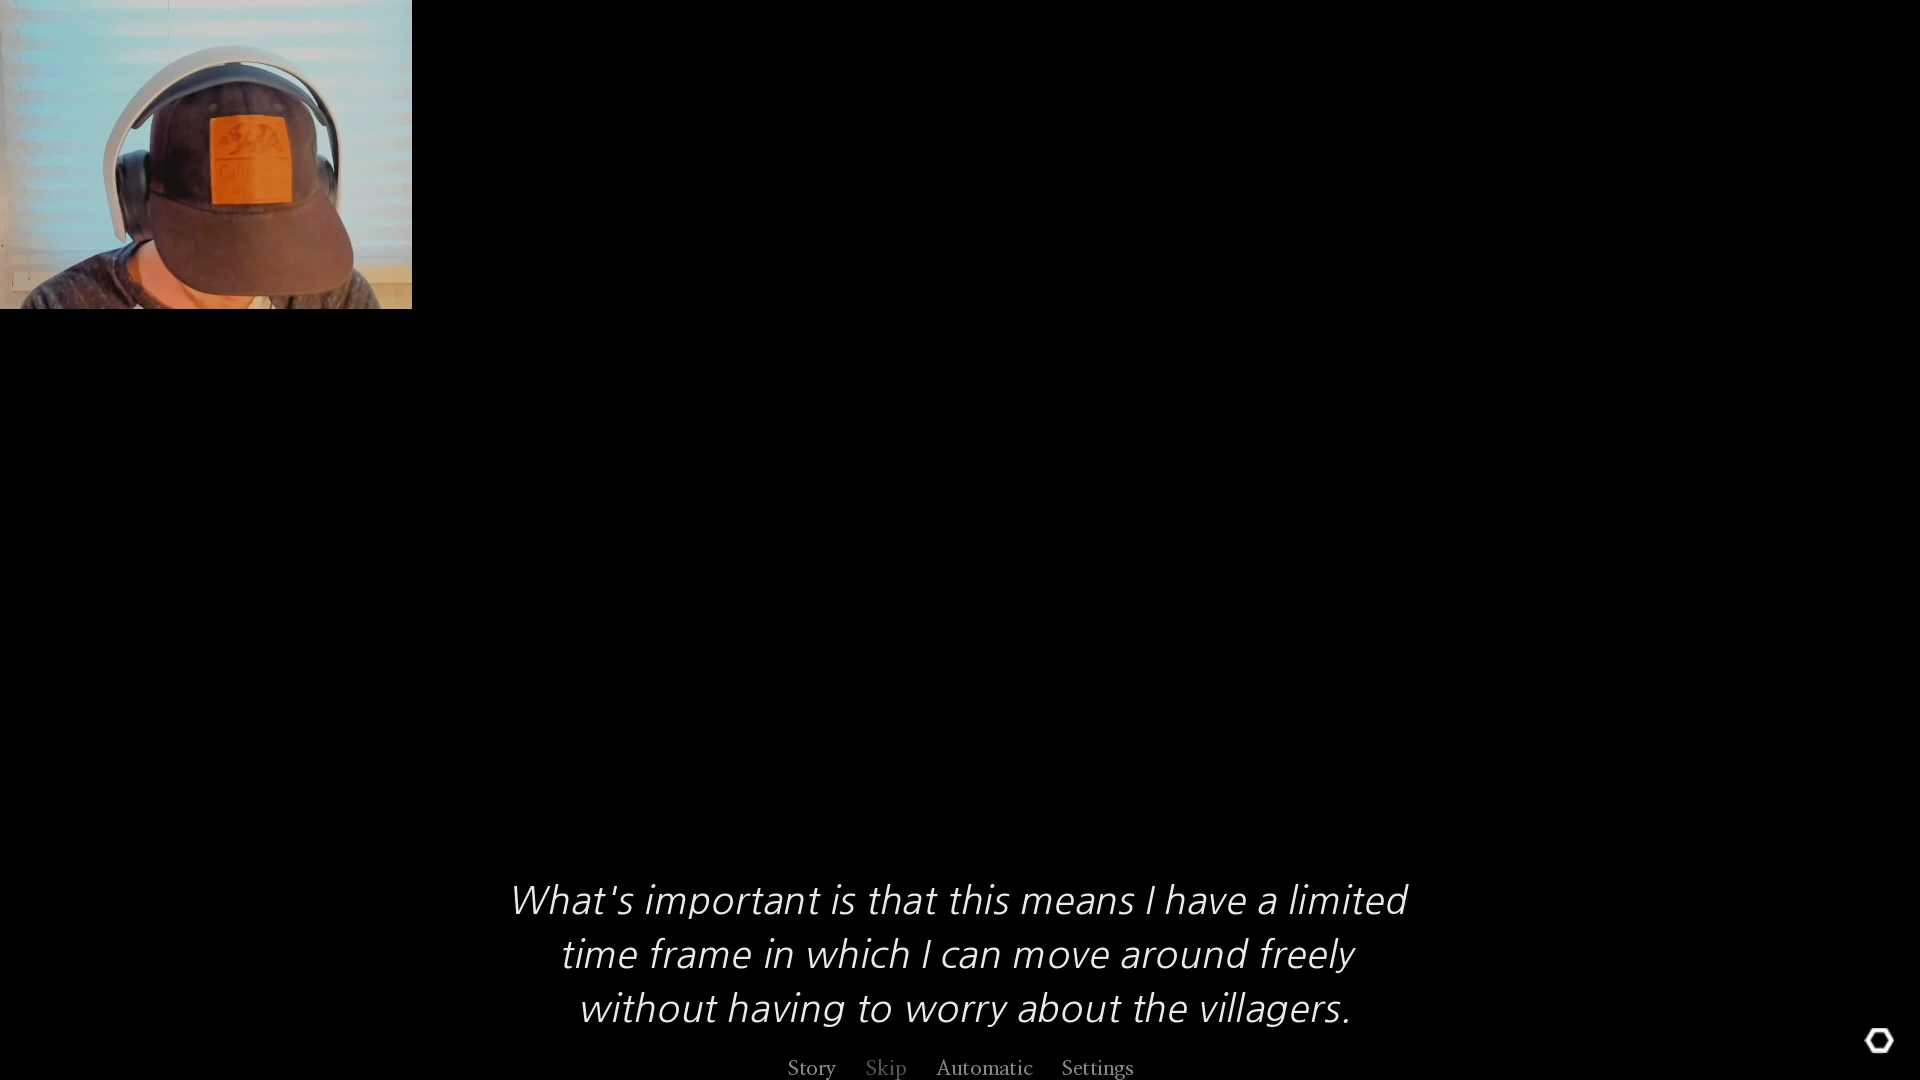 What's important is that this means I have a limited
time frame in which I can move around freely
without having to worry about the villagers.
Story Skip Automatic Settings